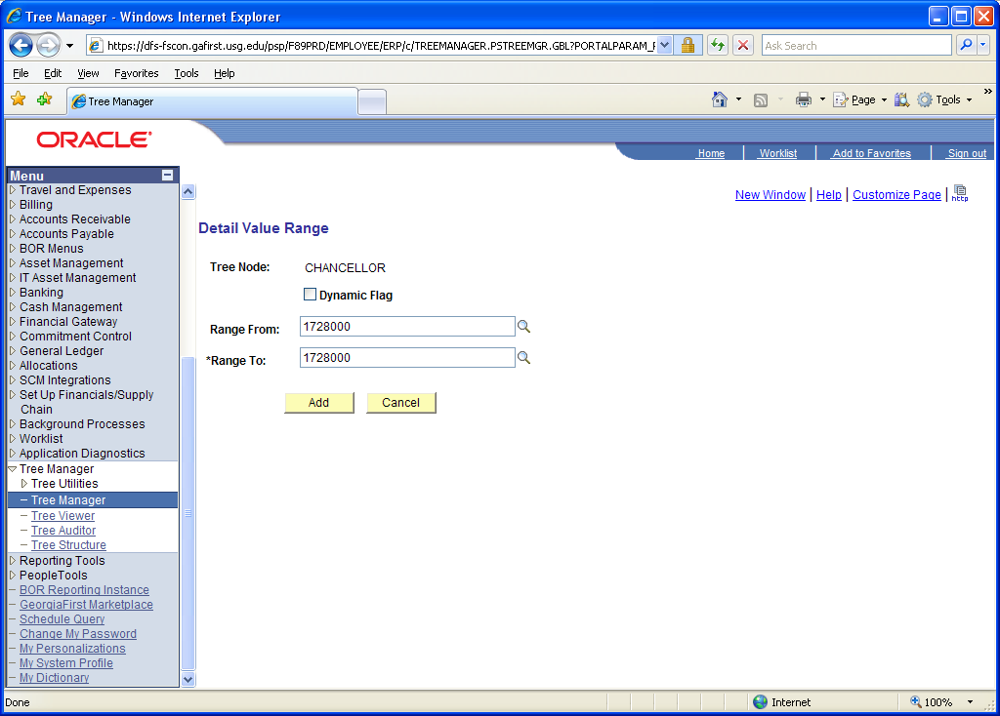 Tree Manager - Windows Internet Explorer
https://dfs-fscon.gafirst.usg.edu/psp/F89PRD/EMPLOYEE/ERP/c/TREEMANAGER.PSTREEMGR.GBL?PORTALPARAM_F
Ask Search
File Edit View Favorites Tools Help
Tree Manager
Page Tools »
ORACLE®
Home Worklist Add to Favorites Sign out
Menu
Travel and Expenses
Billing
Accounts Receivable
Accounts Payable
BOR Menus
Asset Management
IT Asset Management
Banking
Cash Management
Financial Gateway
Commitment Control
General Ledger
Allocations
SCM Integrations
Set Up Financials/Supply
Chain
Background Processes
Worklist
Application Diagnostics
Tree Manager
Tree Utilities
– Tree Manager
– Tree Viewer
– Tree Auditor
– Tree Structure
Reporting Tools
PeopleTools
– BOR Reporting Instance
– GeorgiaFirst Marketplace
– Schedule Query
– Change My Password
– My Personalizations
– My System Profile
– My Dictionary
New Window | Help | Customize Page | http
Detail Value Range
Tree Node: CHANCELLOR
Dynamic Flag
Range From: 1728000
*Range To: 1728000
Add Cancel
Done Internet 100%